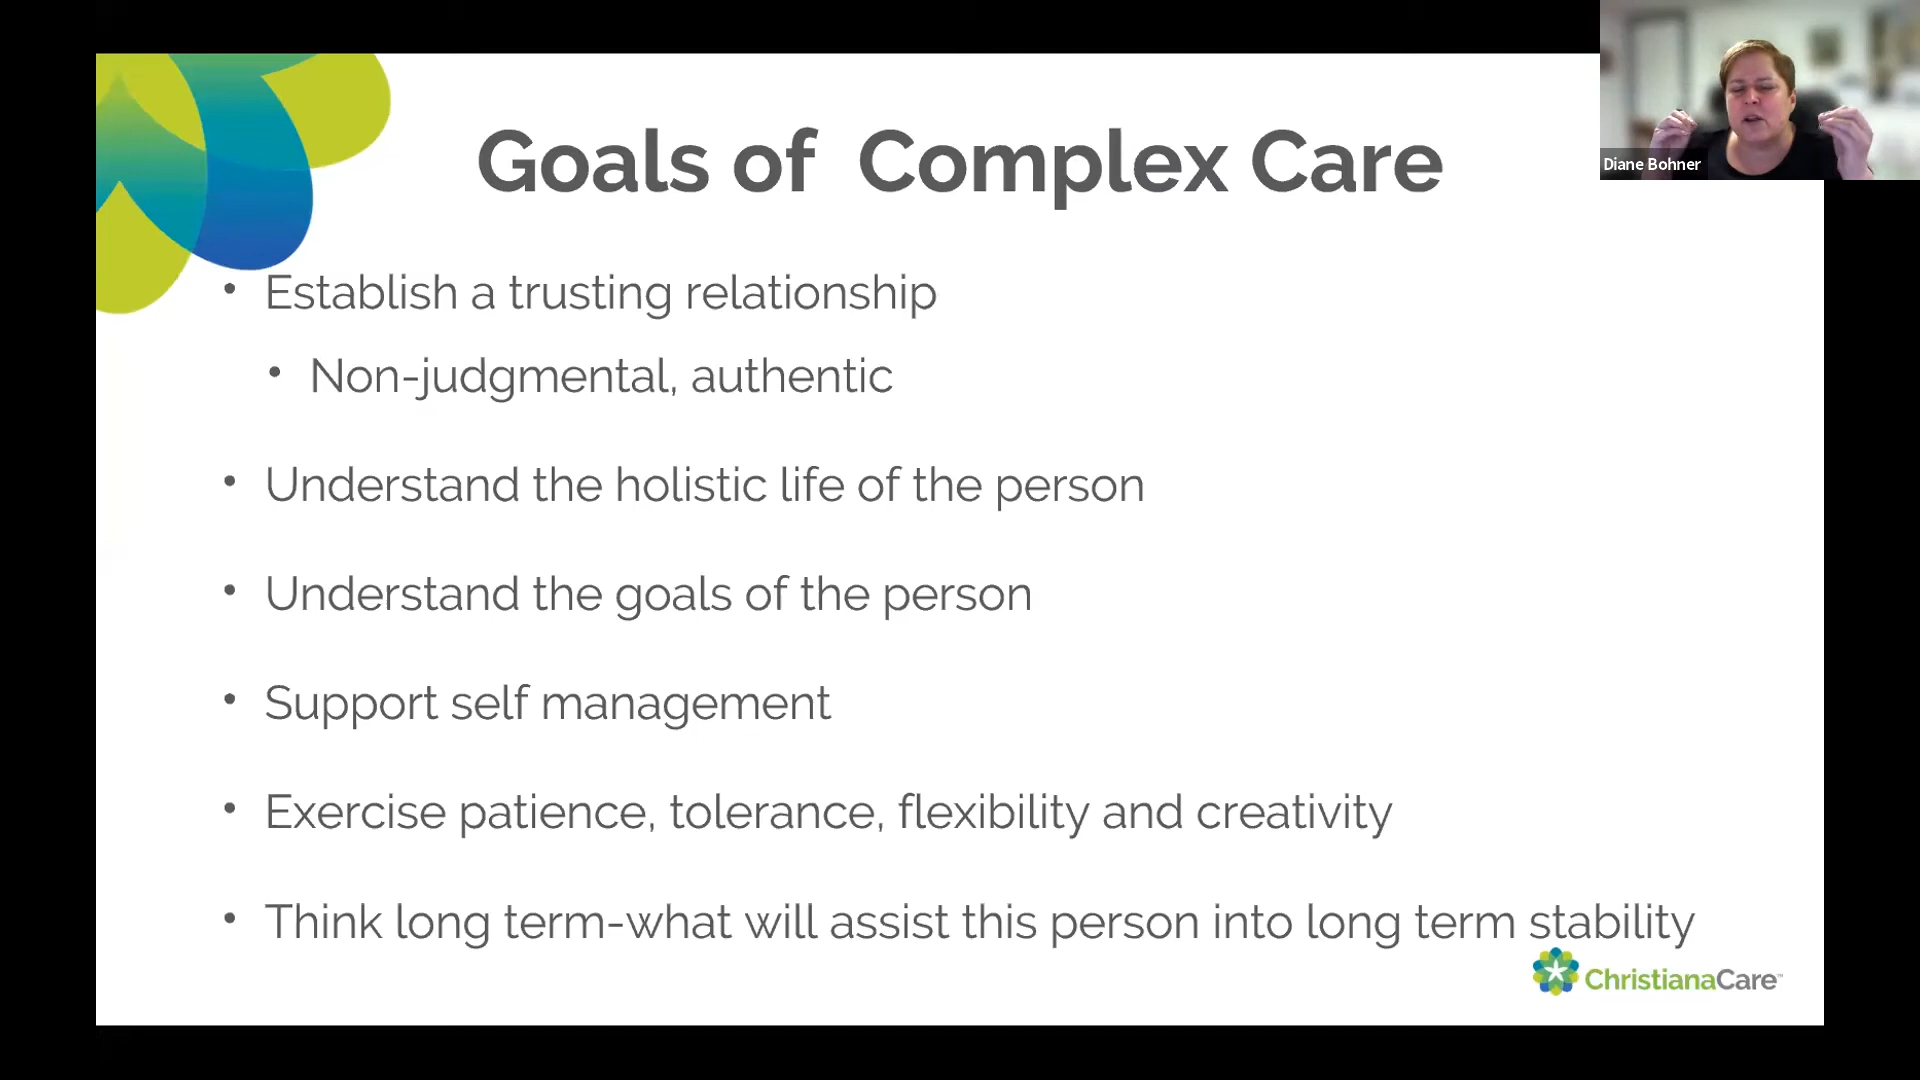 Goals of  Complex Care
Diane Bohner
• Establish a trusting relationship
• Non-judgmental, authentic
• Understand the holistic life of the person
• Understand the goals of the person
• Support self management
• Exercise patience, tolerance, flexibility and creativity
• Think long term-what will assist this person into long term stability
ChristianaCare™